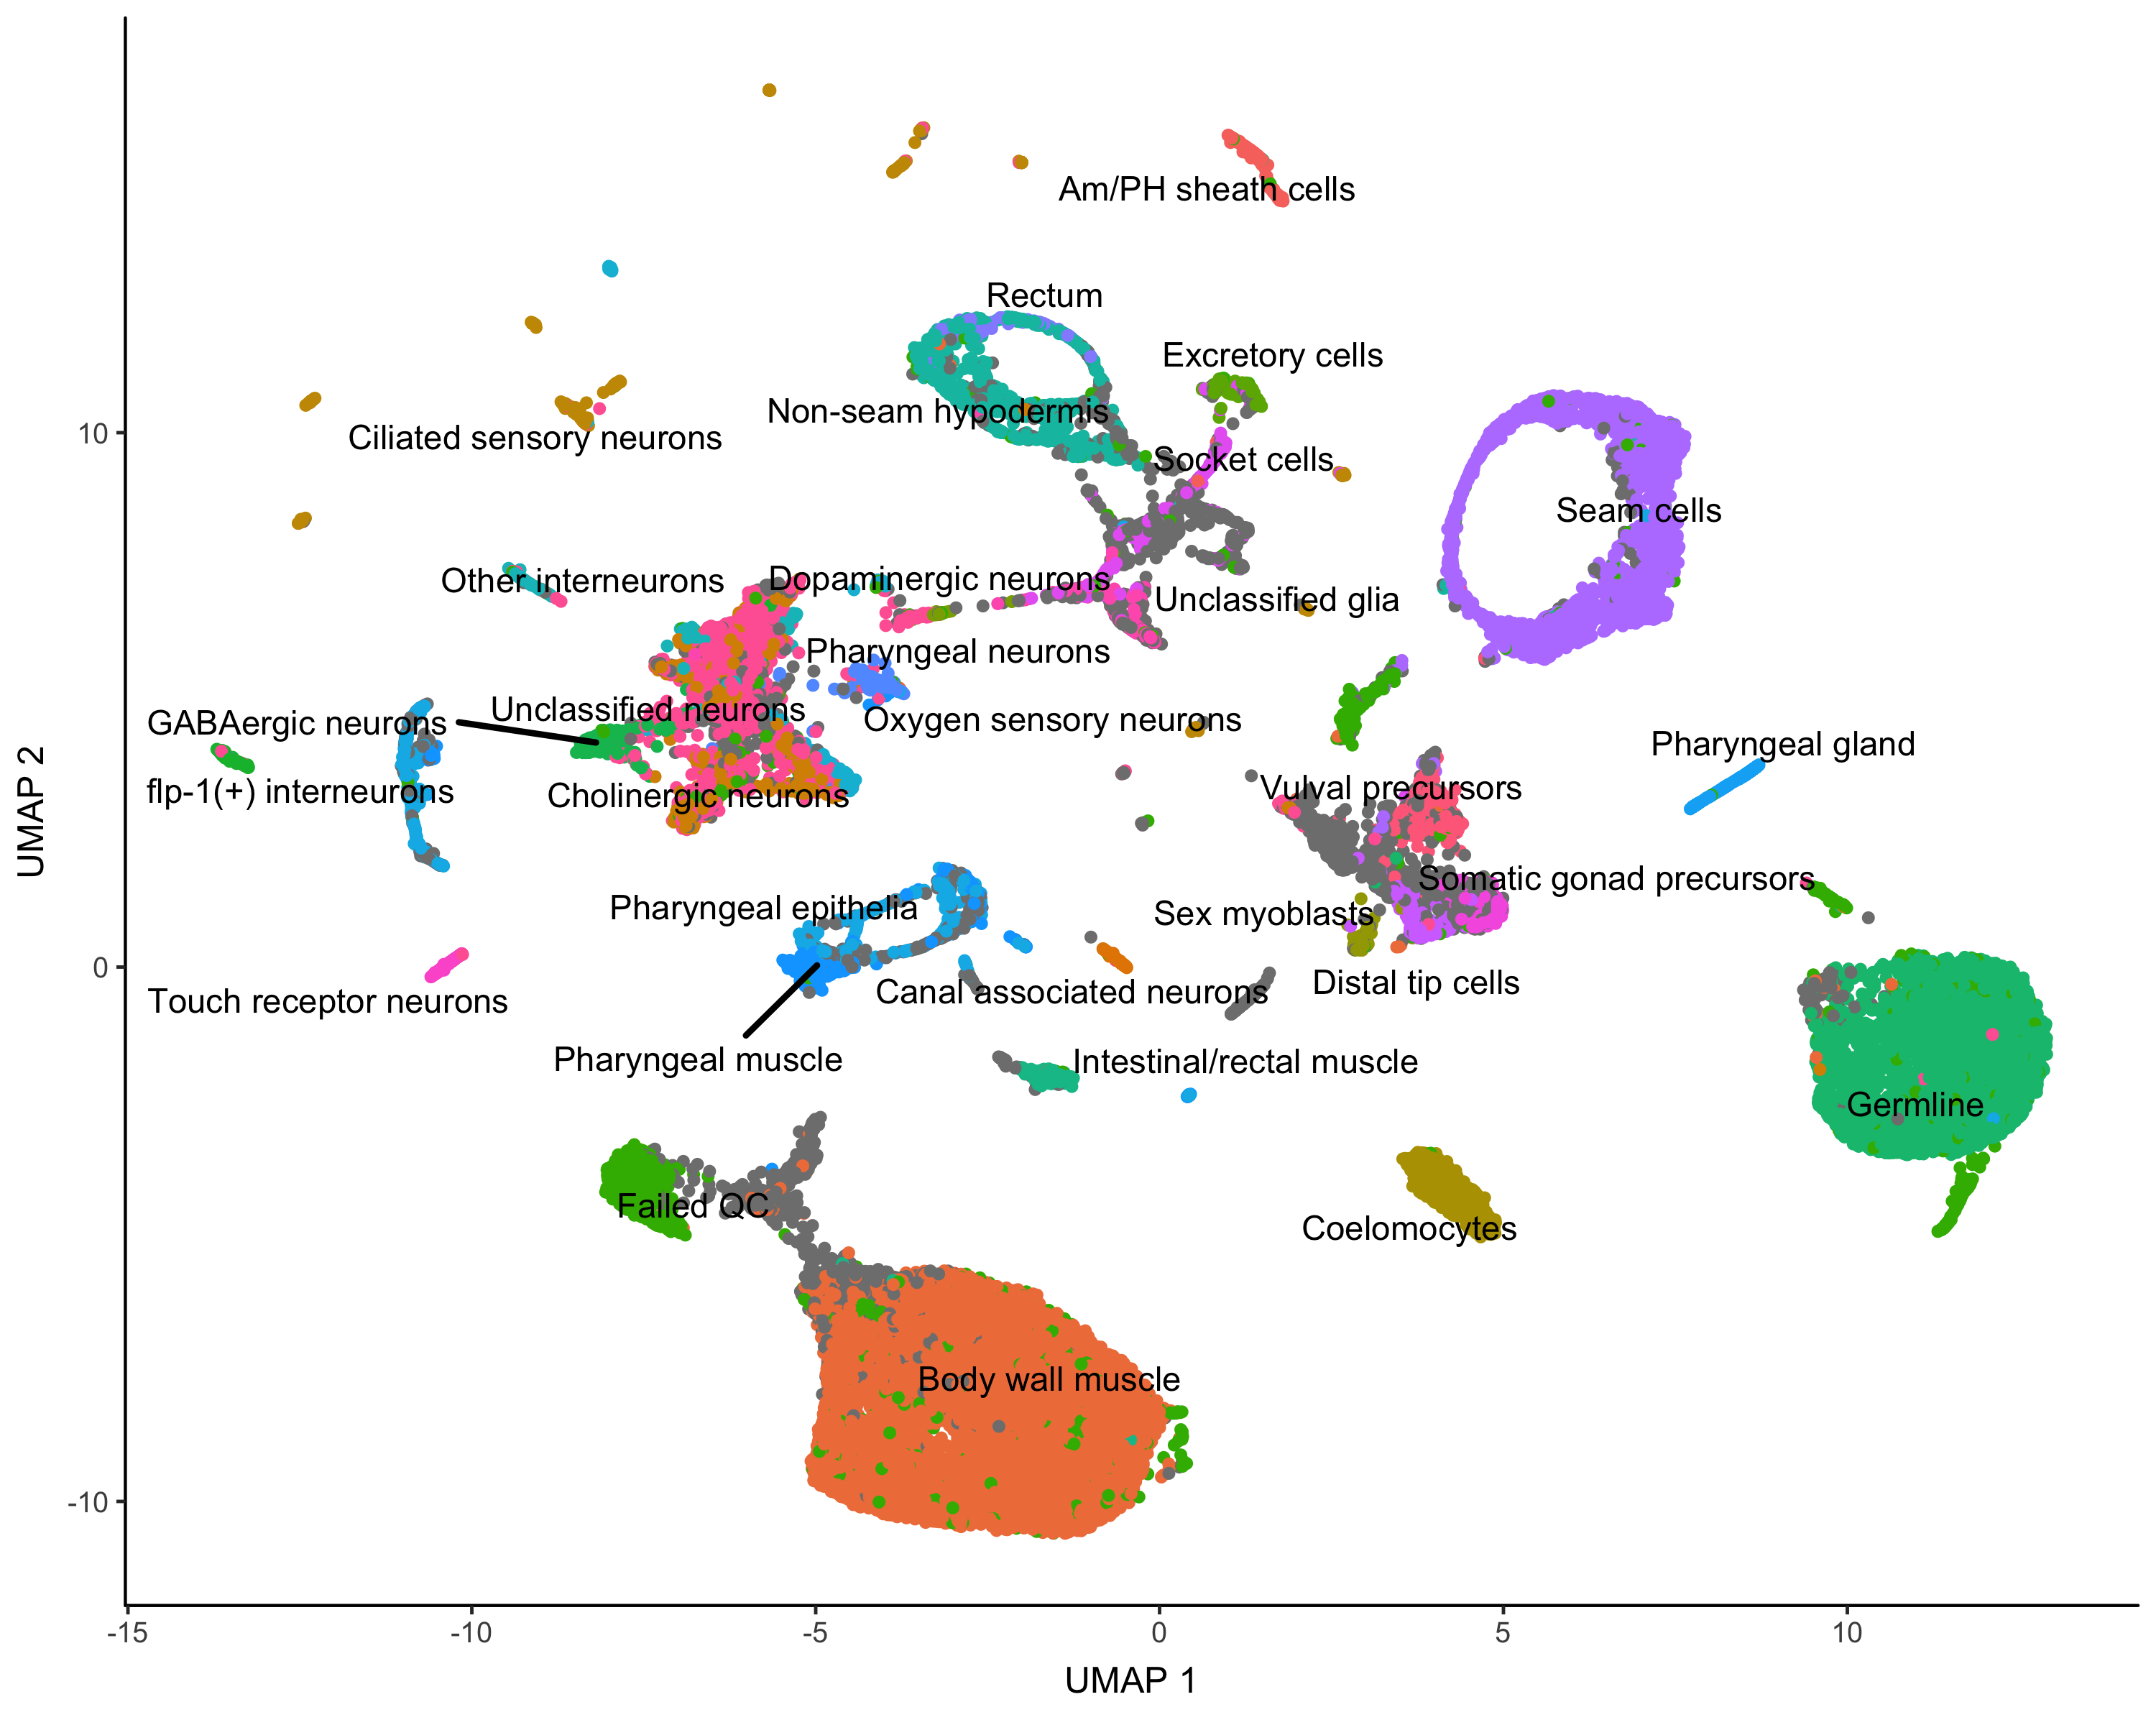 Am/PH sheath cells
Rectum
Excretory cells
Non-seam hypodermis
Ciliated sensory neurons
Socket cells
Seam cells
Other interneurons
Dopaminergic neurons
Unclassified glia
Pharyngeal neurons
Unclassified neurons
GABAergic neurons
Oxygen sensory neurons
Pharyngeal gland
flp-1(+) interneurons
Cholinergic neurons
Vulval precursors
Somatic gonad precursors
Pharyngeal epithelia
Sex myoblasts
Touch receptor neurons
Canal associated neurons
Distal tip cells
Pharyngeal muscle
Intestinal/rectal muscle
Germline
Failed QC
Coelomocytes
Body wall muscle
10
0
-10
UMAP 2
-15
-10
-5
0
5
10
UMAP 1